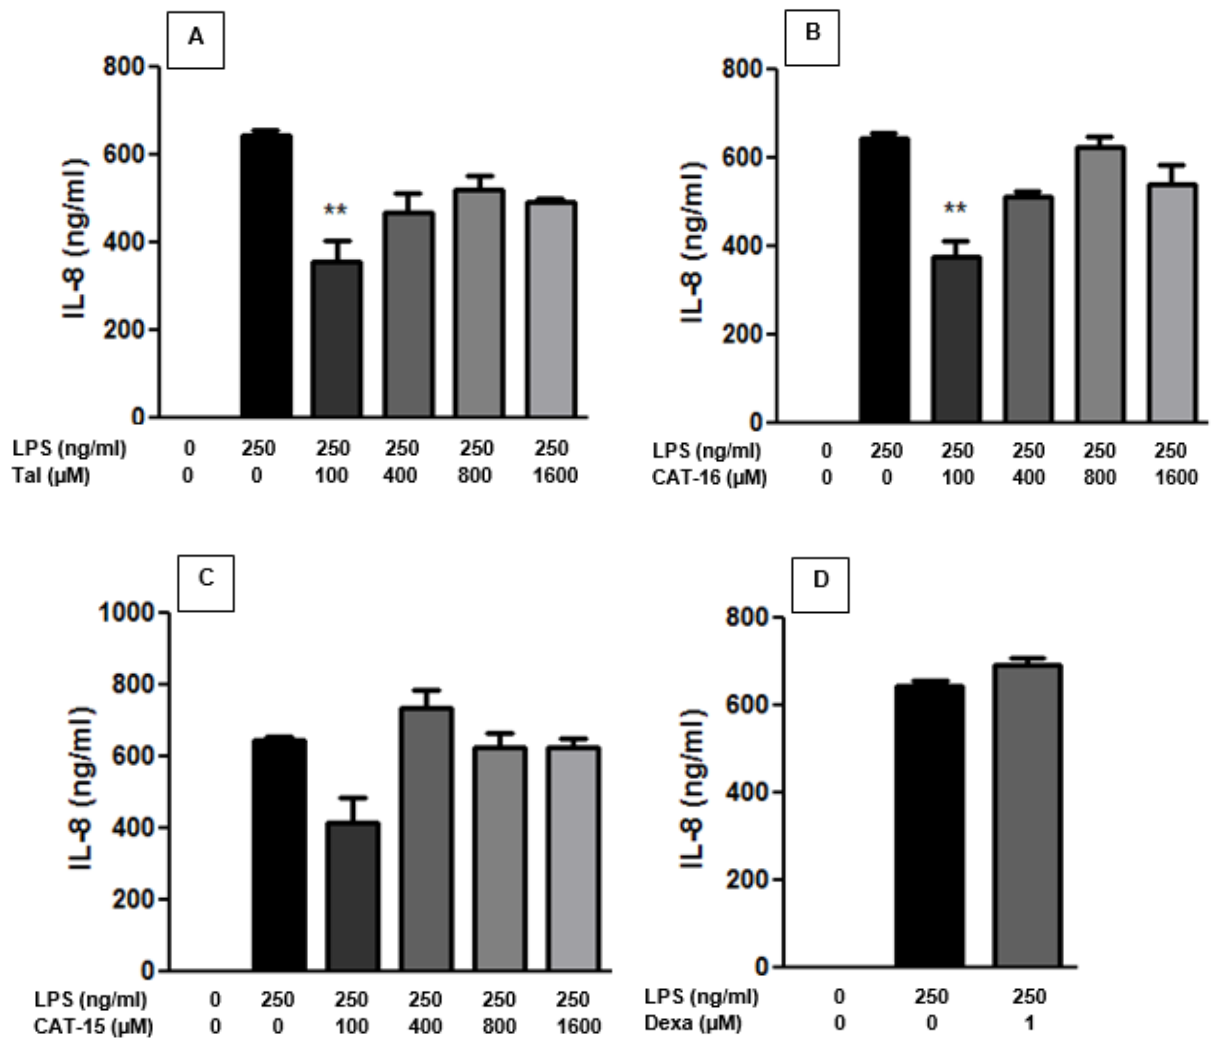 A
800
600
400
200
0
IL-8 (ng/ml)
**
LPS (ng/ml) 0 250 250 250 250 250
Tal (µM) 0 0 100 400 800 1600
B
800
600
400
200
0
IL-8 (ng/ml)
**
LPS (ng/ml) 0 250 250 250 250 250
CAT-16 (µM) 0 0 100 400 800 1600
C
1000
800
600
400
200
0
IL-8 (ng/ml)
LPS (ng/ml) 0 250 250 250 250 250
CAT-15 (µM) 0 0 100 400 800 1600
D
800
600
400
200
0
IL-8 (ng/ml)
LPS (ng/ml) 0 250 250
Dexa (µM) 0 0 1